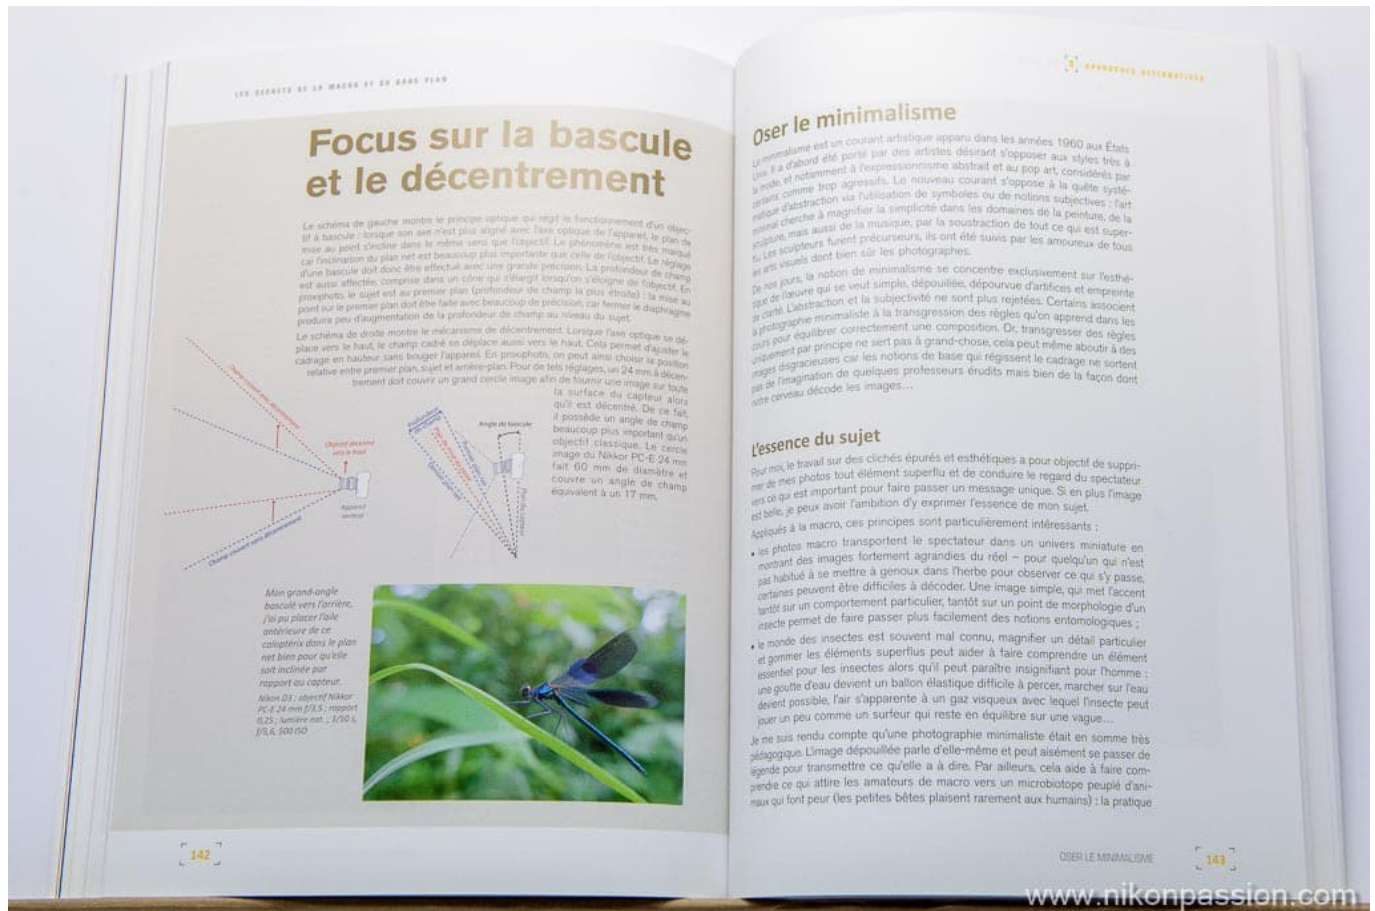 LES SECRETS DE LA MACRO ET DU GROS PLAN
Focus sur la bascule
et le décentrement
Le schéma de gauche montre le principe optique qui régit le fonctionnement d'un objec-
tif à bascule : lorsque son axe n'est plus aligné avec l'axe optique de l'appareil, le plan de
mise au point s'incline dans le même sens que l'objectif. Le phénomène est très marqué
car l'inclinaison du plan net est beaucoup plus importante que celle de l'objectif. Le réglage
d'une bascule doit donc être effectué avec une grande précision. La profondeur de champ
est aussi affectée, comprise dans un cône qui s'élargit lorsqu'on s'éloigne de l'objectif. En
proxiphoto, le sujet est au premier plan (profondeur de champ la plus étroite) : la mise au
point sur le premier plan doit être faite avec beaucoup de précision, car fermer le diaphragme
produira peu d'augmentation de la profondeur de champ au niveau du sujet.
Le schéma de droite montre le mécanisme de décentrement. Lorsque l'axe optique se dé-
place vers le haut, le champ cadré se déplace aussi vers le haut. Cela permet d'ajuster le
cadrage en hauteur sans bouger l'appareil. En proxiphoto, on peut ainsi choisir la position
relative entre premier plan, sujet et arrière-plan. Pour de tels réglages, un 24 mm à décen-
trement doit couvrir un grand cercle image afin de fournir une image sur toute
la surface du capteur alors
qu'il est décentré. De ce fait,
il possède un angle de champ
beaucoup plus important qu'un
objectif classique. Le cercle
image du Nikkor PC-E 24 mm
fait 60 mm de diamètre et
couvre un angle de champ
équivalent à un 17 mm.
Champ couvert avec décentrement
Objectif décentré
vers le haut
Appareil
vertical
Champ couvert sans décentrement
Profondeur
de champ
Angle de bascule
Plan du capteur
Mon grand-angle
basculé vers l'arrière,
j'ai pu placer l'aile
antérieure de ce
caloptérix dans le plan
net bien pour qu'elle
soit inclinée par
rapport au capteur.
Nikon D3 ; objectif Nikkor
PC-E 24 mm f/3,5 ; rapport
0,25 ; lumière nat. ; 1/50 s,
f/5,6, 500 ISO
142
5 APPROCHES ALTERNATIVES
Oser le minimalisme
Le minimalisme est un courant artistique apparu dans les années 1960 aux États
Unis. Il a d'abord été porté par des artistes désirant s'opposer aux styles très à
la mode, et notamment à l'expressionnisme abstrait et au pop art, considérés par
certains comme trop agressifs. Le nouveau courant s'oppose à la quête systé-
matique d'abstraction via l'utilisation de symboles ou de notions subjectives : l'art
minimal cherche à magnifier la simplicité dans les domaines de la peinture, de la
sculpture, mais aussi de la musique, par la soustraction de tout ce qui est super-
flu. Les sculpteurs furent précurseurs, ils ont été suivis par les amoureux de tous
les arts visuels dont bien sûr les photographes.
De nos jours, la notion de minimalisme se concentre exclusivement sur l'esthé-
tique de l'œuvre qui se veut simple, dépouillée, dépourvue d'artifices et empreinte
de clarté. L'abstraction et la subjectivité ne sont plus rejetées. Certains associent
la photographie minimaliste à la transgression des règles qu'on apprend dans les
cours pour équilibrer correctement une composition. Or, transgresser des règles
uniquement par principe ne sert pas à grand-chose, cela peut même aboutir à des
images disgracieuses car les notions de base qui régissent le cadrage ne sortent
pas de l'imagination de quelques professeurs érudits mais bien de la façon dont
notre cerveau décode les images…
L'essence du sujet
Pour moi, le travail sur des clichés épurés et esthétiques a pour objectif de suppri-
mer de mes photos tout élément superflu et de conduire le regard du spectateur
vers ce qui est important pour faire passer un message unique. Si en plus l'image
est belle, je peux avoir l'ambition d'y exprimer l'essence de mon sujet.
Appliqués à la macro, ces principes sont particulièrement intéressants :
• les photos macro transportent le spectateur dans un univers miniature en
montrant des images fortement agrandies du réel – pour quelqu'un qui n'est
pas habitué à se mettre à genoux dans l'herbe pour observer ce qui s'y passe,
certaines peuvent être difficiles à décoder. Une image simple, qui met l'accent
tantôt sur un comportement particulier, tantôt sur un point de morphologie d'un
insecte permet de faire passer plus facilement des notions entomologiques ;
• le monde des insectes est souvent mal connu, magnifier un détail particulier
et gommer les éléments superflus peut aider à faire comprendre un élément
essentiel pour les insectes alors qu'il peut paraître insignifiant pour l'homme :
une goutte d'eau devient un ballon élastique difficile à percer, marcher sur l'eau
devient possible, l'air s'apparente à un gaz visqueux avec lequel l'insecte peut
jouer un peu comme un surfeur qui reste en équilibre sur une vague…
Je me suis rendu compte qu'une photographie minimaliste était en somme très
pédagogique. L'image dépouillée parle d'elle-même et peut aisément se passer de
légende pour transmettre ce qu'elle a à dire. Par ailleurs, cela aide à faire com-
prendre ce qui attire les amateurs de macro vers un microbiotope peuplé d'ani-
maux qui font peur (les petites bêtes plaisent rarement aux humains) : la pratique
OSER LE MINIMALISME
143
www.nikonpassion.com